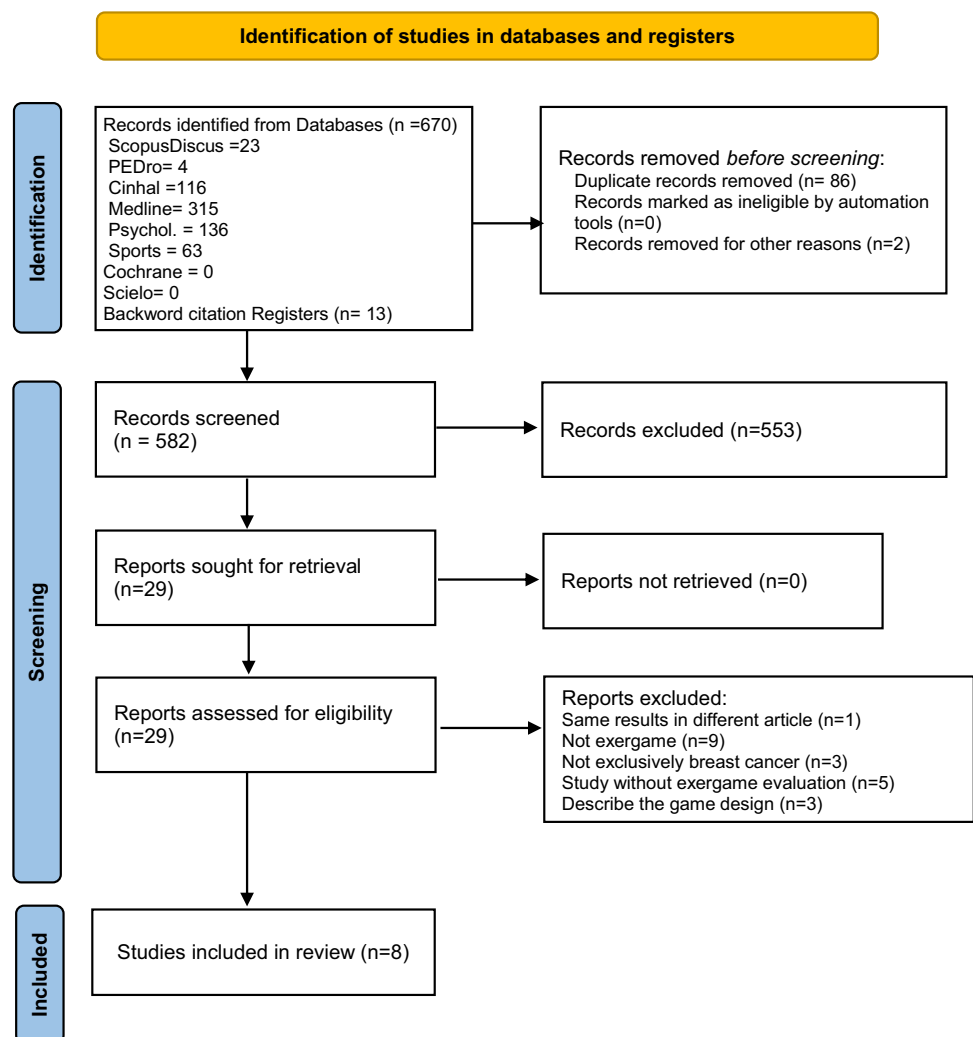 Identification of studies in databases and registers
Identification
Records identified from Databases (n =670)
ScopusDiscus =23
PEDro= 4
Cinhal =116
Medline= 315
Psychol. = 136
Sports = 63
Cochrane = 0
Scielo= 0
Backword citation Registers (n= 13)
Records removed before screening:
Duplicate records removed (n= 86)
Records marked as ineligible by automation
tools (n=0)
Records removed for other reasons (n=2)
Screening
Records screened
(n = 582)
Records excluded (n=553)
Reports sought for retrieval
(n=29)
Reports not retrieved (n=0)
Reports assessed for eligibility
(n=29)
Reports excluded:
Same results in different article (n=1)
Not exergame (n=9)
Not exclusively breast cancer (n=3)
Study without exergame evaluation (n=5)
Describe the game design (n=3)
Included
Studies included in review (n=8)